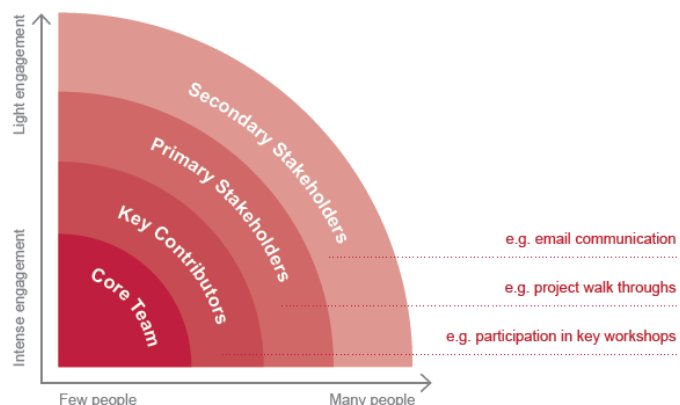 Light engagement
Intense engagement
Secondary Stakeholders
Primary Stakeholders
Key Contributors
Core Team
e.g. email communication
e.g. project walk throughs
e.g. participation in key workshops
Few people
Many people